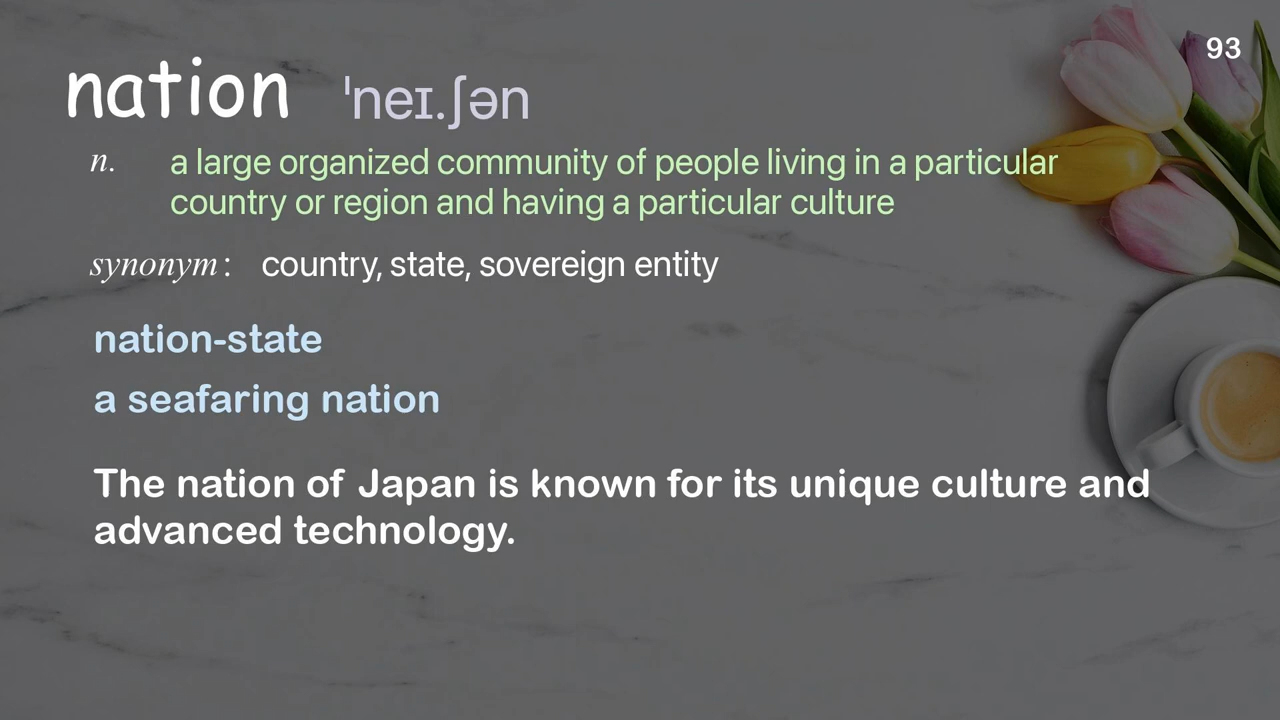 93
nation ˈneɪ.ʃən
n. a large organized community of people living in a particular
country or region and having a particular culture
synonym: country, state, sovereign entity
nation-state
a seafaring nation
The nation of Japan is known for its unique culture and
advanced technology.